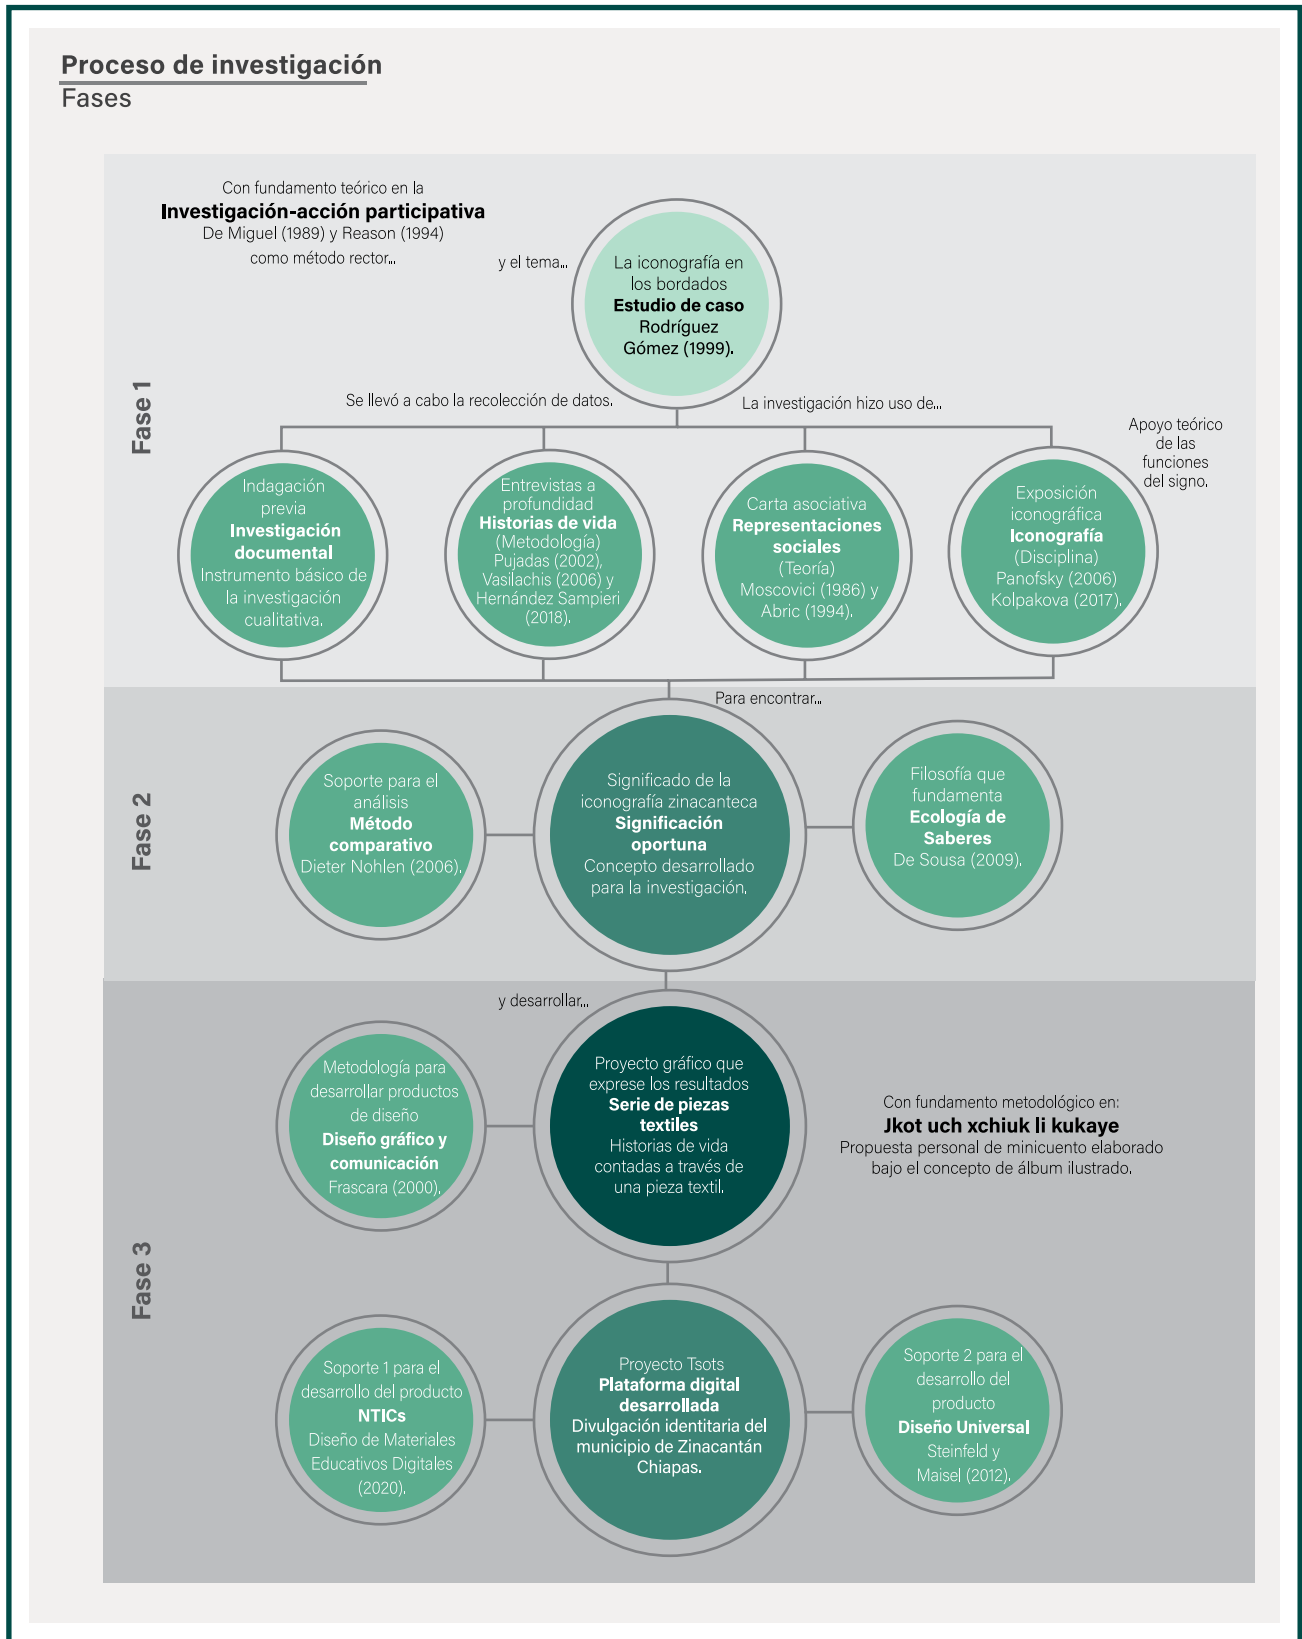 Proceso de investigación
Fases
Con fundamento teórico en la
Investigación-acción participativa
De Miguel (1989) y Reason (1994)
como método rector...
y el tema...
La iconografía en
los bordados
Estudio de caso
Rodríguez
Gómez (1999).
Fase 1
Se llevó a cabo la recolección de datos.
La investigación hizo uso de...
Apoyo teórico
de las
funciones
del signo.
Indagación
previa
Investigación
documental
Instrumento básico de
la investigación
cualitativa.
Entrevistas a
profundidad
Historias de vida
(Metodología)
Pujadas (2002),
Vasilachis (2006) y
Hernández Sampieri
(2018).
Carta asociativa
Representaciones
sociales
(Teoría)
Moscovici (1986) y
Abric (1994).
Exposición
iconográfica
Iconografía
(Disciplina)
Panofsky (2006)
Kolpakova (2017).
Para encontrar...
Fase 2
Soporte para el
análisis
Método
comparativo
Dieter Nohlen (2006).
Significado de la
iconografía zinacanteca
Significación
oportuna
Concepto desarrollado
para la investigación.
Filosofía que
fundamenta
Ecología de
Saberes
De Sousa (2009).
y desarrollar...
Fase 3
Metodología para
desarrollar productos
de diseño
Diseño gráfico y
comunicación
Frascara (2000).
Proyecto gráfico que
exprese los resultados
Serie de piezas
textiles
Historias de vida
contadas a través de
una pieza textil.
Con fundamento metodológico en:
Jkot uch xchiuk li kukaye
Propuesta personal de minicuento elaborado
bajo el concepto de álbum ilustrado.
Soporte 1 para el
desarrollo del producto
NTICs
Diseño de Materiales
Educativos Digitales
(2020).
Proyecto Tsots
Plataforma digital
desarrollada
Divulgación identitaria del
municipio de Zinacantán
Chiapas.
Soporte 2 para el
desarrollo del
producto
Diseño Universal
Steinfeld y
Maisel (2012).